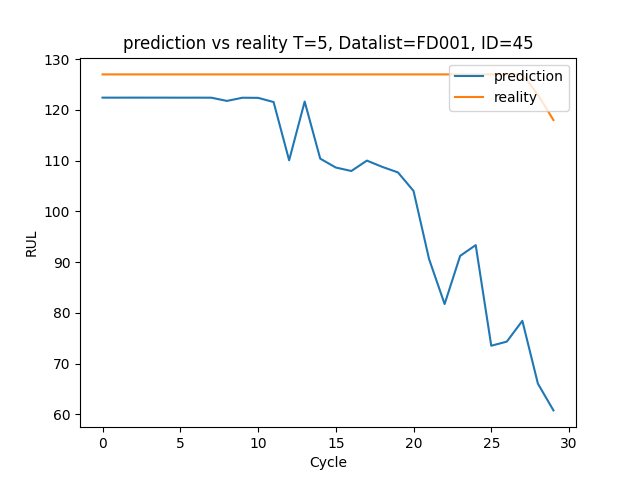 prediction vs reality T=5, Datalist=FD001, ID=45
prediction
reality
130
120
110
100
90
80
70
60
RUL
0 5 10 15 20 25 30
Cycle